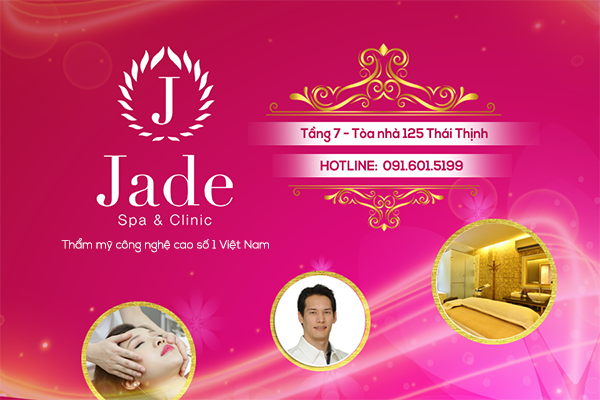 J
Jade
Spa & Clinic
Thẩm mỹ công nghệ cao số 1 Việt Nam
Tầng 7 - Tòa nhà 125 Thái Thịnh
HOTLINE: 091.601.5199